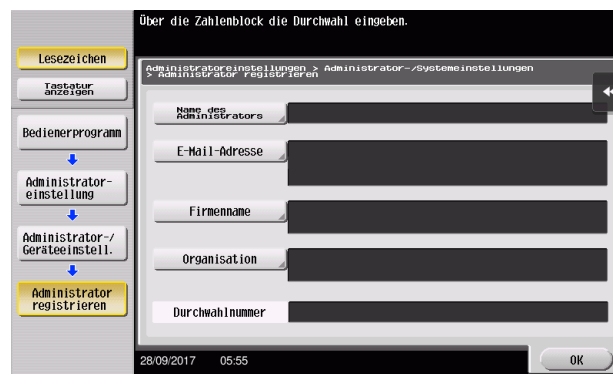 Über die Zahlenblock die Durchwahl eingeben.
Lesezeichen
Tastatur
anzeigen
Bedienerprogramm
Administrator-
einstellung
Administrator-/
Geräteeinstell.
Administrator
registrieren
Administratoreinstellungen > Administrator-/Systemeinstellungen
> Administrator registrieren
Name des
Administrators
E-Mail-Adresse
Firmenname
Organisation
Durchwahlnummer
28/09/2017 05:55
OK